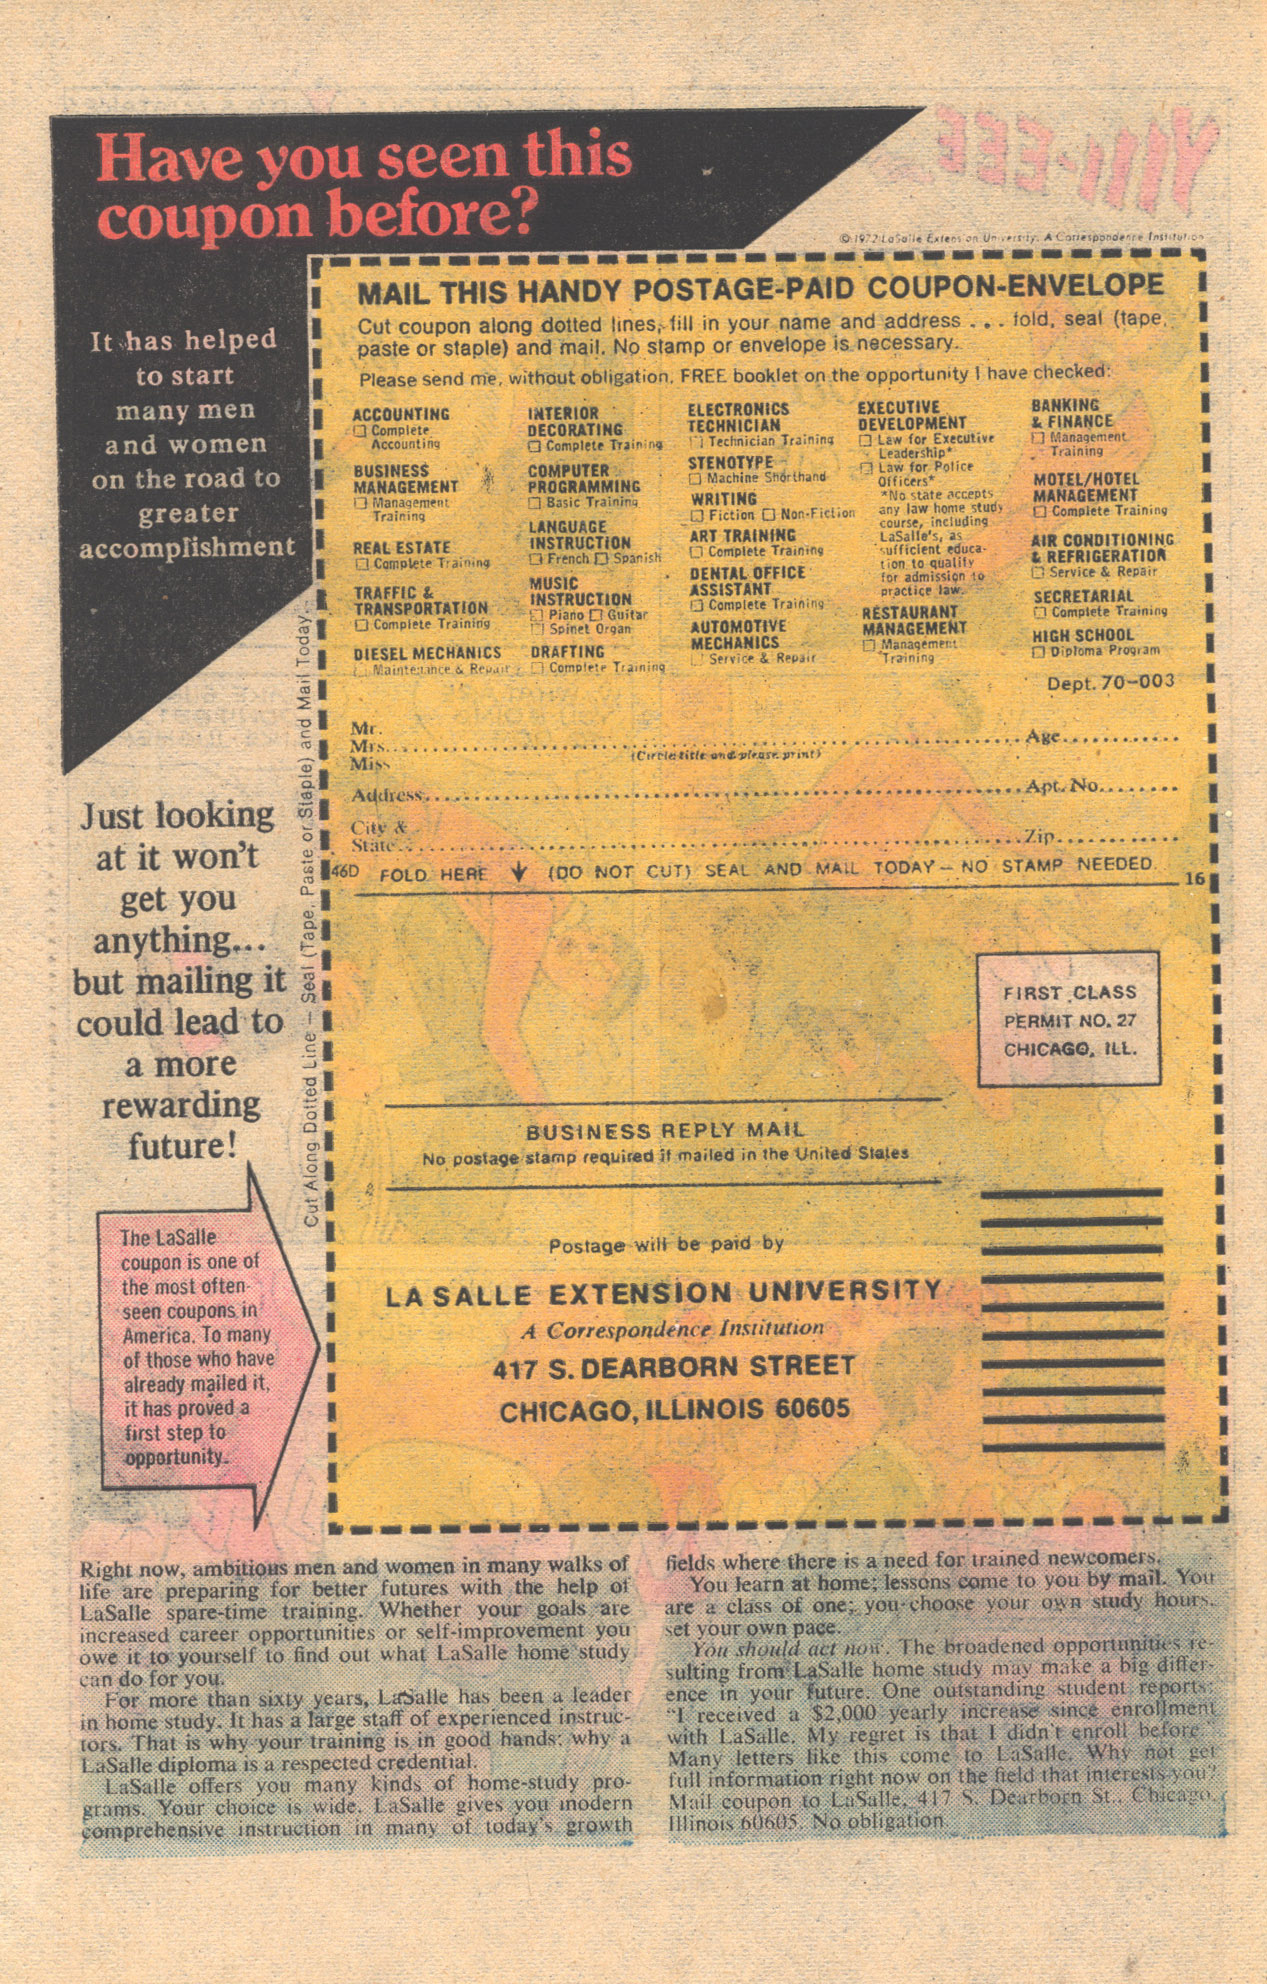 Have you seen this
coupon before?
© 1972 LaSalle Extension University, A Correspondence Institution
It has helped
to start
many men
and women
on the road to
greater
accomplishment
Just looking
at it won't
get you
anything...
but mailing it
could lead to
a more
rewarding
future!
The LaSalle
coupon is one of
the most often-
seen coupons in
America. To many
of those who have
already mailed it,
it has proved a
first step to
opportunity.
Cut Along Dotted Line – Seal (Tape, Paste or Staple) and Mail Today
MAIL THIS HANDY POSTAGE-PAID COUPON-ENVELOPE
Cut coupon along dotted lines, fill in your name and address . . . fold, seal (tape,
paste or staple) and mail. No stamp or envelope is necessary.
Please send me, without obligation, FREE booklet on the opportunity I have checked:
ACCOUNTING
Complete
Accounting
BUSINESS
MANAGEMENT
Management
Training
REAL ESTATE
Complete Training
TRAFFIC &
TRANSPORTATION
Complete Training
DIESEL MECHANICS
Maintenance & Repair
INTERIOR
DECORATING
Complete Training
COMPUTER
PROGRAMMING
Basic Training
LANGUAGE
INSTRUCTION
French Spanish
MUSIC
INSTRUCTION
Piano Guitar
Spinet Organ
DRAFTING
Complete Training
ELECTRONICS
TECHNICIAN
Technician Training
STENOTYPE
Machine Shorthand
WRITING
Fiction Non-Fiction
ART TRAINING
Complete Training
DENTAL OFFICE
ASSISTANT
Complete Training
AUTOMOTIVE
MECHANICS
Service & Repair
EXECUTIVE
DEVELOPMENT
Law for Executive
Leadership*
Law for Police
Officers*
*No state accepts
any law home study
course, including
LaSalle's, as
sufficient educa-
tion to qualify
for admission to
practice law.
RESTAURANT
MANAGEMENT
Management
Training
BANKING
& FINANCE
Management
Training
MOTEL/HOTEL
MANAGEMENT
Complete Training
AIR CONDITIONING
& REFRIGERATION
Service & Repair
SECRETARIAL
Complete Training
HIGH SCHOOL
Diploma Program
Dept. 70-003
Mr.
Mrs. Age
Miss (Circle title and please print)
Address Apt. No.
City &
State Zip
46D FOLD HERE (DO NOT CUT) SEAL AND MAIL TODAY – NO STAMP NEEDED. 16
FIRST CLASS
PERMIT NO. 27
CHICAGO, ILL.
BUSINESS REPLY MAIL
No postage stamp required if mailed in the United States
Postage will be paid by
LA SALLE EXTENSION UNIVERSITY
A Correspondence Institution
417 S. DEARBORN STREET
CHICAGO, ILLINOIS 60605
Right now, ambitious men and women in many walks of
life are preparing for better futures with the help of
LaSalle spare-time training. Whether your goals are
increased career opportunities or self-improvement you
owe it to yourself to find out what LaSalle home study
can do for you.
For more than sixty years, LaSalle has been a leader
in home study. It has a large staff of experienced instruc-
tors. That is why your training is in good hands; why a
LaSalle diploma is a respected credential.
LaSalle offers you many kinds of home-study pro-
grams. Your choice is wide. LaSalle gives you modern
comprehensive instruction in many of today's growth
fields where there is a need for trained newcomers.
You learn at home; lessons come to you by mail. You
are a class of one; you choose your own study hours,
set your own pace.
You should act now. The broadened opportunities re-
sulting from LaSalle home study may make a big differ-
ence in your future. One outstanding student reports:
"I received a $2,000 yearly increase since enrollment
with LaSalle. My regret is that I didn't enroll before."
Many letters like this come to LaSalle. Why not get
full information right now on the field that interests you?
Mail coupon to LaSalle, 417 S. Dearborn St., Chicago,
Illinois 60605. No obligation.